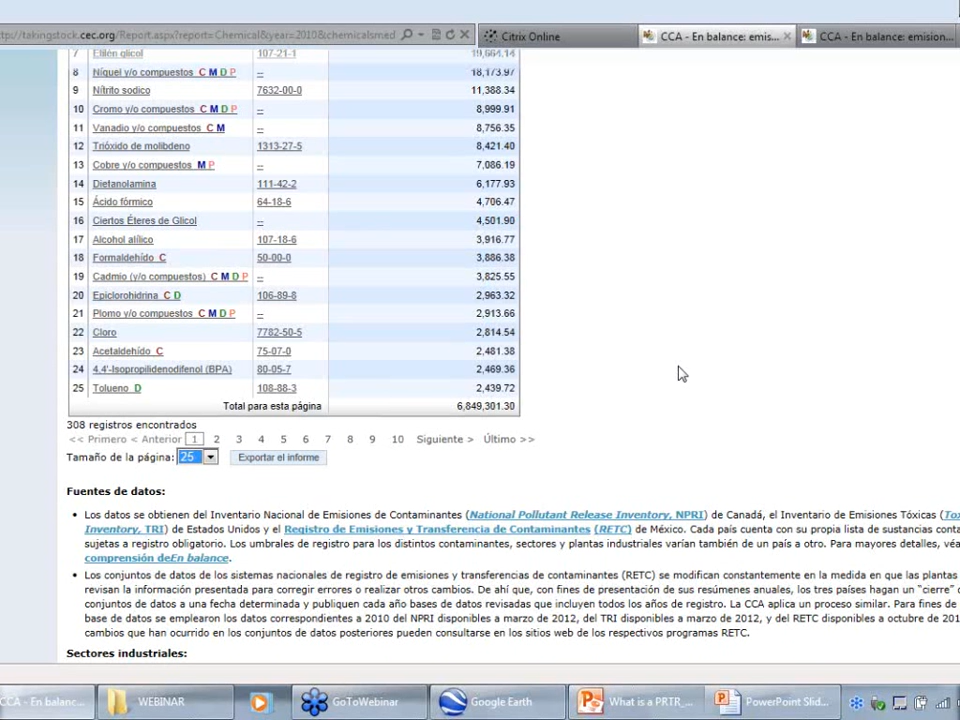 ttp://takingstock.cec.org/Report.aspx?report=Chemical&year=2010&chemicalsmed
Citrix Online
CCA - En balance: emis...
CCA - En balance: emision...
7 Etilén glicol 107-21-1 19,664.14
8 Níquel y/o compuestos C M D P -- 18,173.97
9 Nitrito sodico 7632-00-0 11,388.34
10 Cromo y/o compuestos C M D P -- 8,999.91
11 Vanadio y/o compuestos C M -- 8,756.35
12 Trióxido de molibdeno 1313-27-5 8,421.40
13 Cobre y/o compuestos M P -- 7,086.19
14 Dietanolamina 111-42-2 6,177.93
15 Ácido fórmico 64-18-6 4,706.47
16 Ciertos Éteres de Glicol -- 4,501.90
17 Alcohol alílico 107-18-6 3,916.77
18 Formaldehído C 50-00-0 3,886.38
19 Cadmio (y/o compuestos) C M D P -- 3,825.55
20 Epiclorohidrina C D 106-89-8 2,963.32
21 Plomo y/o compuestos C M D P -- 2,913.66
22 Cloro 7782-50-5 2,814.54
23 Acetaldehído C 75-07-0 2,481.38
24 4,4'-Isopropilidenodifenol (BPA) 80-05-7 2,469.36
25 Tolueno D 108-88-3 2,439.72
Total para esta página 6,849,301.30
308 registros encontrados
<< Primero < Anterior 1 2 3 4 5 6 7 8 9 10 Siguiente > Último >>
Tamaño de la página: 25 Exportar el informe
Fuentes de datos:
• Los datos se obtienen del Inventario Nacional de Emisiones de Contaminantes (National Pollutant Release Inventory, NPRI) de Canadá, el Inventario de Emisiones Tóxicas (Tox
Inventory, TRI) de Estados Unidos y el Registro de Emisiones y Transferencia de Contaminantes (RETC) de México. Cada país cuenta con su propia lista de sustancias conta
sujetas a registro obligatorio. Los umbrales de registro para los distintos contaminantes, sectores y plantas industriales varían también de un país a otro. Para mayores detalles, véa
comprensión deEn balance.
• Los conjuntos de datos de los sistemas nacionales de registro de emisiones y transferencias de contaminantes (RETC) se modifican constantemente en la medida en que las plantas
revisan la información presentada para corregir errores o realizar otros cambios. De ahí que, con fines de presentación de sus resúmenes anuales, los tres países hagan un "cierre" d
conjuntos de datos a una fecha determinada y publiquen cada año bases de datos revisadas que incluyen todos los años de registro. La CCA aplica un proceso similar. Para fines de
base de datos se emplearon los datos correspondientes a 2010 del NPRI disponibles a marzo de 2012, del TRI disponibles a marzo de 2012, y del RETC disponibles a octubre de 201
cambios que han ocurrido en los conjuntos de datos posteriores pueden consultarse en los sitios web de los respectivos programas RETC.
Sectores industriales:
CCA - En balanc...
WEBINAR
GoToWebinar
Google Earth
What is a PRTR_...
PowerPoint Slid...